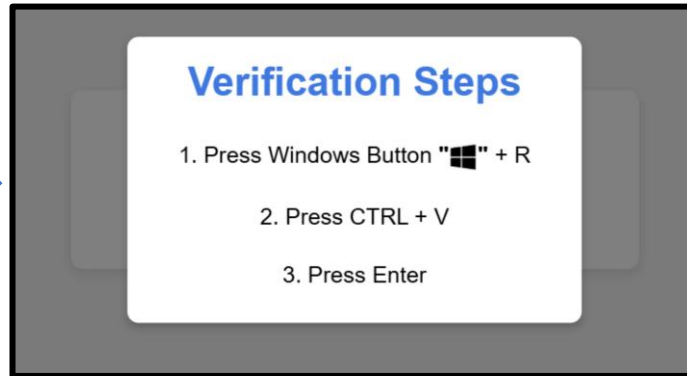 Verification Steps
1. Press Windows Button "" + R
2. Press CTRL + V
3. Press Enter